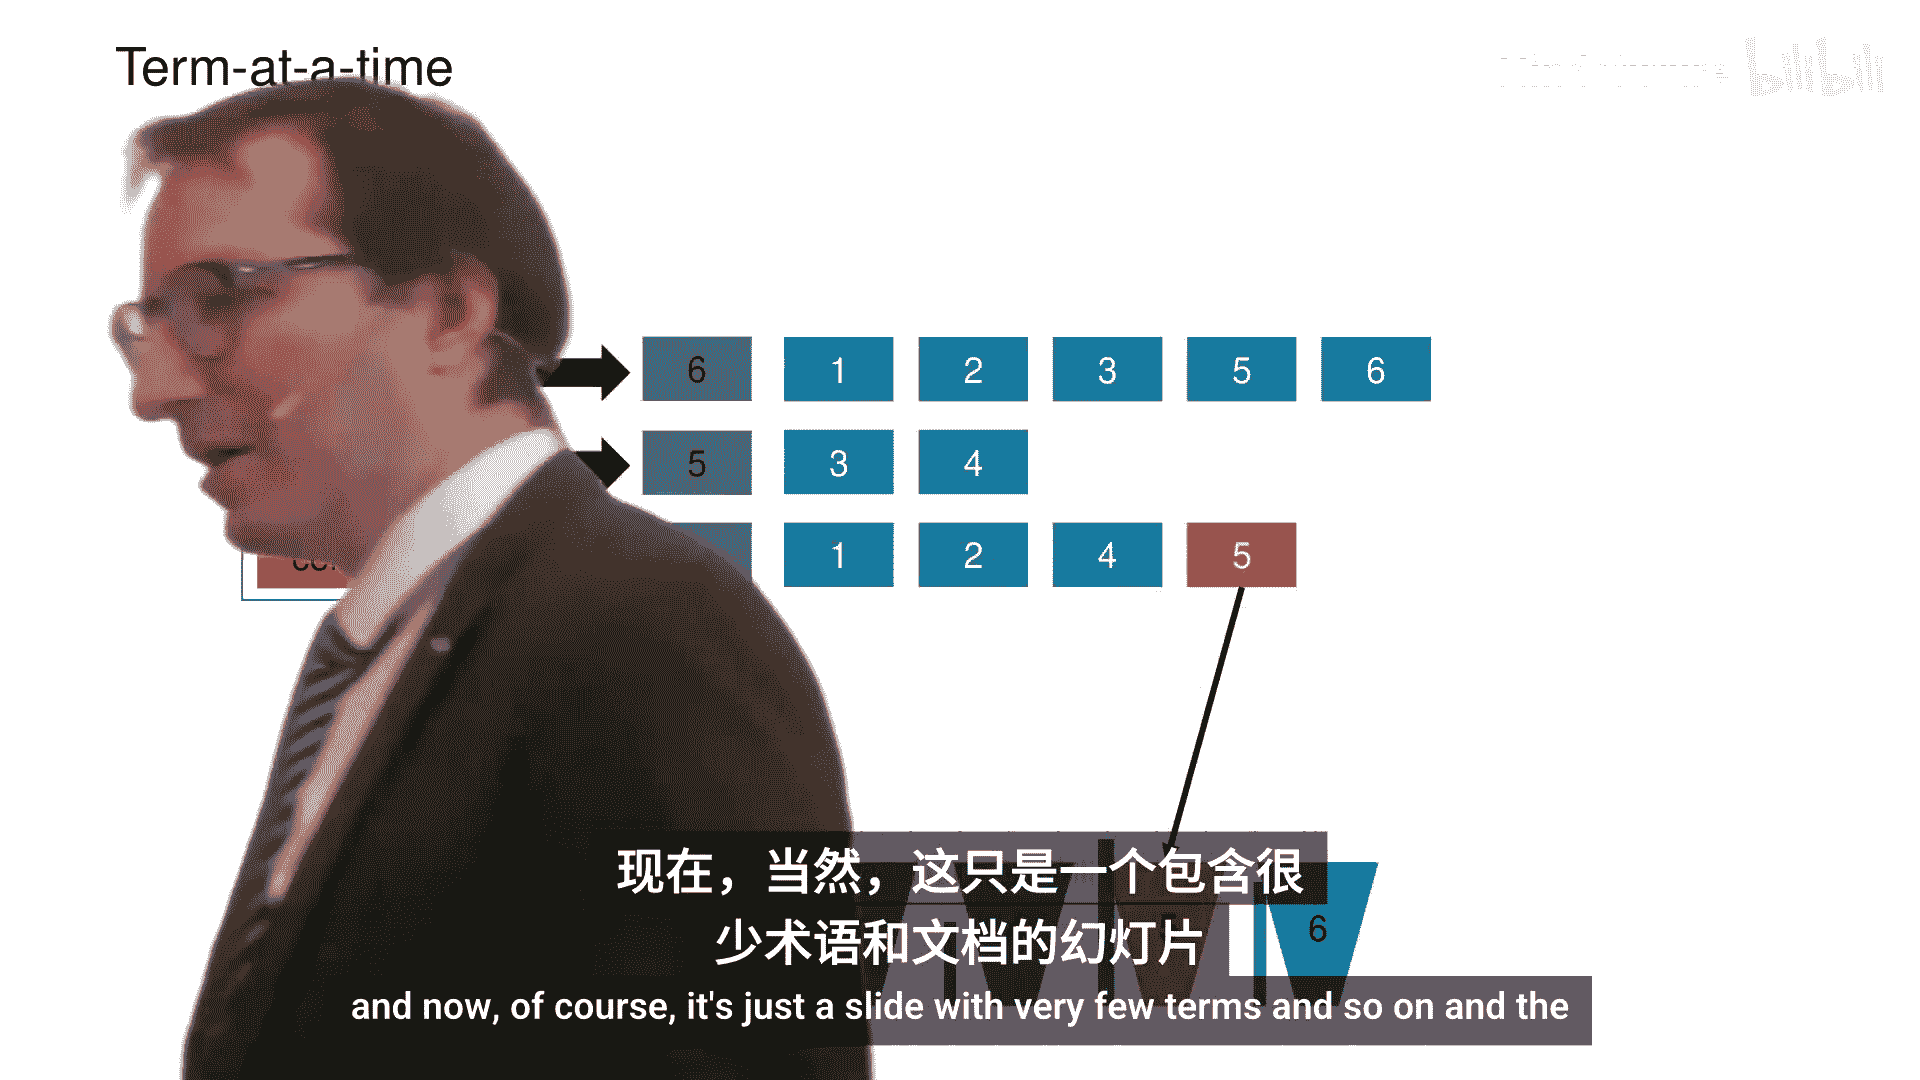 Term-at-a-time
bilibili
6 1 2 3 5 6
5 3 4
1 2 4 5
6
现在，当然，这只是一个包含很
少术语和文档的幻灯片
and now, of course, it's just a slide with very few terms and so on and the